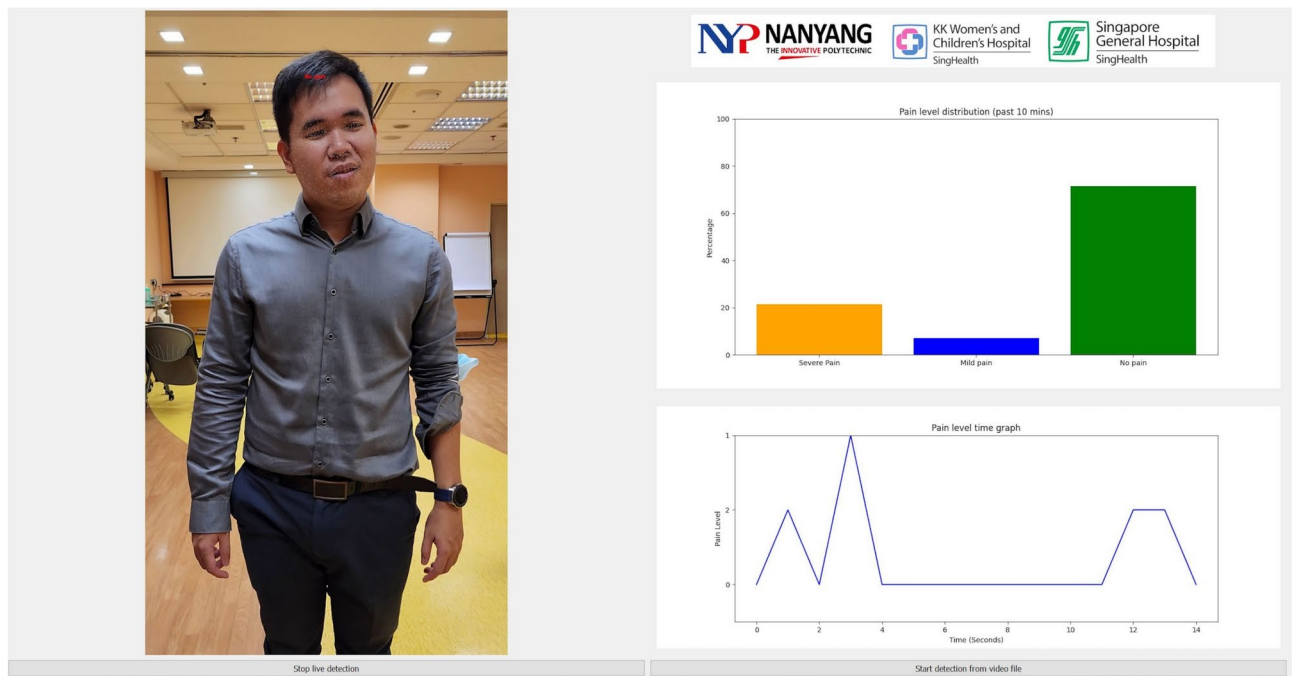 NYP NANYANG
THE INNOVATIVE POLYTECHNIC
KK Women's and
Children's Hospital
SingHealth
Singapore
General Hospital
SingHealth
Pain level distribution (past 10 mins)
Percentage
100
80
60
40
20
0
Severe Pain Mild pain No pain
Pain level time graph
Pain Level
1
2
0
0 2 4 6 8 10 12 14
Time (Seconds)
Stop live detection
Start detection from video file